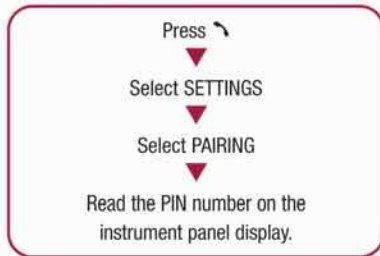 Press
Select SETTINGS
Select PAIRING
Read the PIN number on the
instrument panel display.